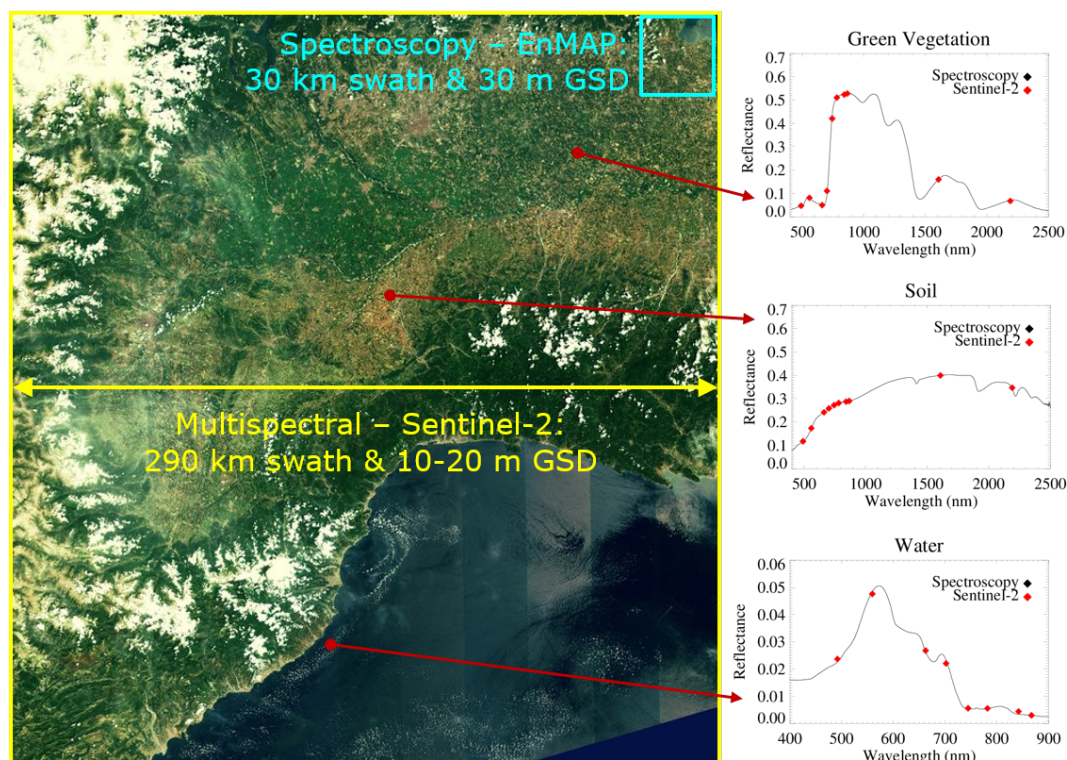 Spectroscopy – EnMAP:
30 km swath & 30 m GSD
Multispectral – Sentinel-2:
290 km swath & 10-20 m GSD
Green Vegetation
0.7
0.6
0.5
0.4
0.3
0.2
0.1
0.0
Reflectance
Spectroscopy
Sentinel-2
500 1000 1500 2000 2500
Wavelength (nm)
Soil
0.7
0.6
0.5
0.4
0.3
0.2
0.1
0.0
Reflectance
Spectroscopy
Sentinel-2
500 1000 1500 2000 2500
Wavelength (nm)
Water
0.06
0.05
0.04
0.03
0.02
0.01
0.00
Reflectance
Spectroscopy
Sentinel-2
400 500 600 700 800 900
Wavelength (nm)